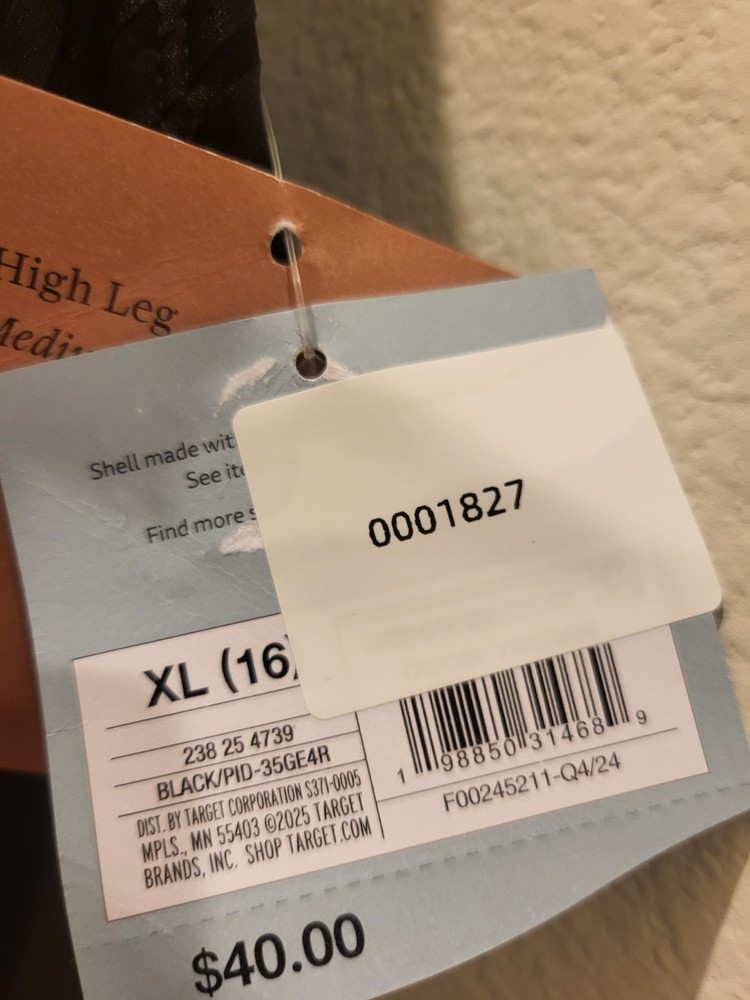 High Leg
Shell made
See
Find more
0001827
XL (16)
238 25 4739
BLACK/PID-35GE4R
DIST. BY TARGET CORPORATION S371-0005
MPLS., MN 55403 ©2025 TARGET
BRANDS, INC. SHOP TARGET.COM
1 98850 31468 9
F00245211-Q4/24
$40.00